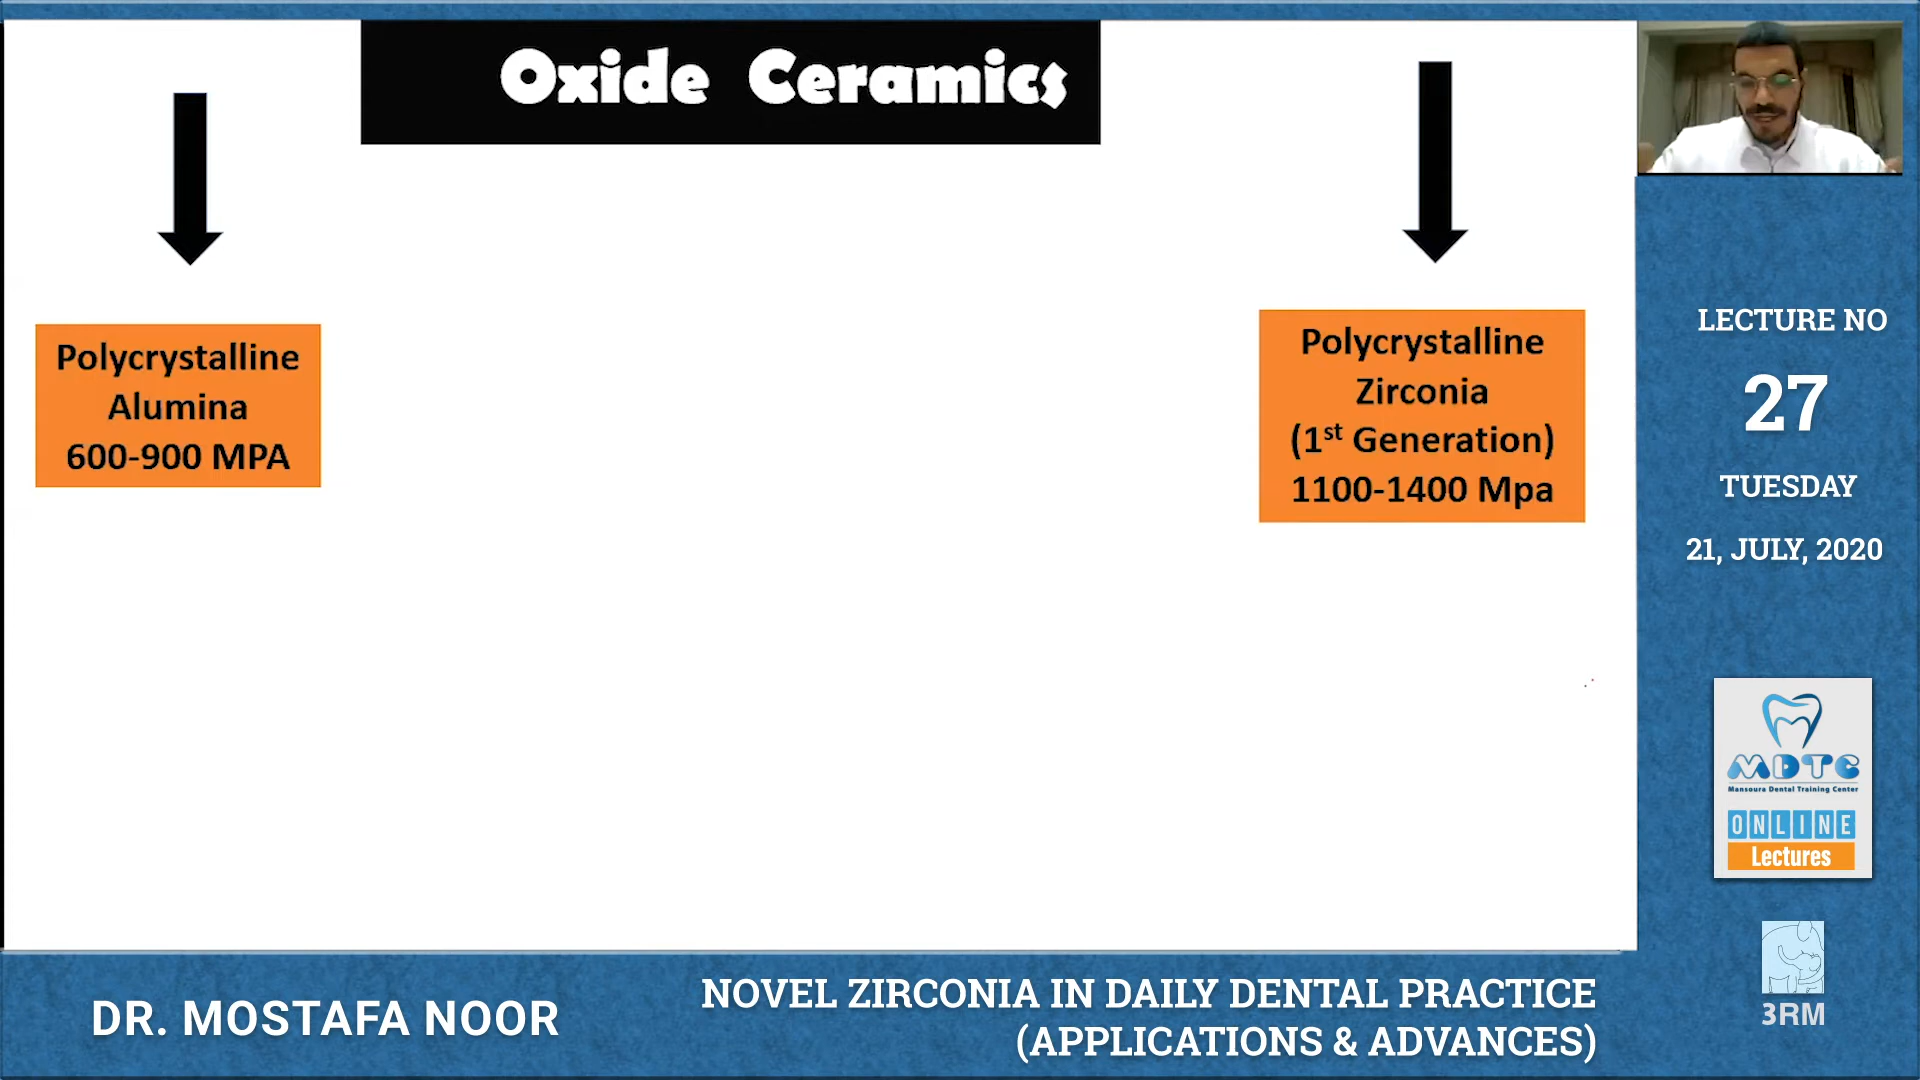 Oxide Ceramics
Polycrystalline
Alumina
600-900 MPA
Polycrystalline
Zirconia
(1st Generation)
1100-1400 Mpa
LECTURE NO
27
TUESDAY
21, JULY, 2020
MDTC
Mansoura Dental Training Center
ONLINE
Lectures
3RM
DR. MOSTAFA NOOR
NOVEL ZIRCONIA IN DAILY DENTAL PRACTICE
(APPLICATIONS & ADVANCES)